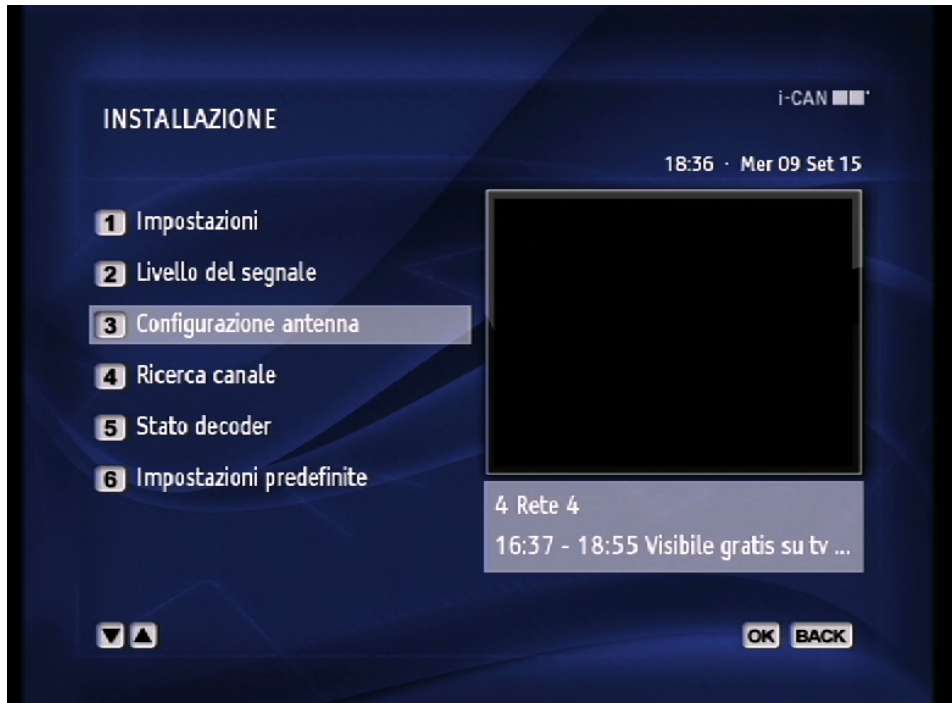 INSTALLAZIONE
i-CAN
18:36 · Mer 09 Set 15
1 Impostazioni
2 Livello del segnale
3 Configurazione antenna
4 Ricerca canale
5 Stato decoder
6 Impostazioni predefinite
4 Rete 4
16:37 - 18:55 Visibile gratis su tv ...
OK BACK